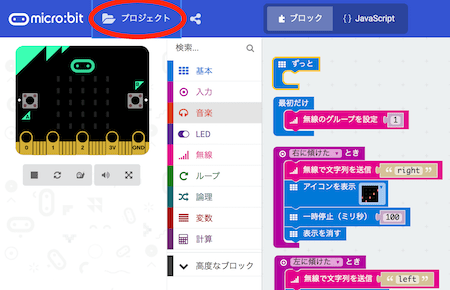 micro:bit プロジェクト ブロック {} JavaScript
検索...
基本
入力
音楽
LED
無線
ループ
論理
変数
計算
高度なブロック
0 1 2 3V GND
ずっと
最初だけ
無線のグループを設定 1
右に傾けた とき
無線で文字列を送信 “ right ”
アイコンを表示
一時停止（ミリ秒） 100
表示を消す
左に傾けた とき
無線で文字列を送信 “ left ”